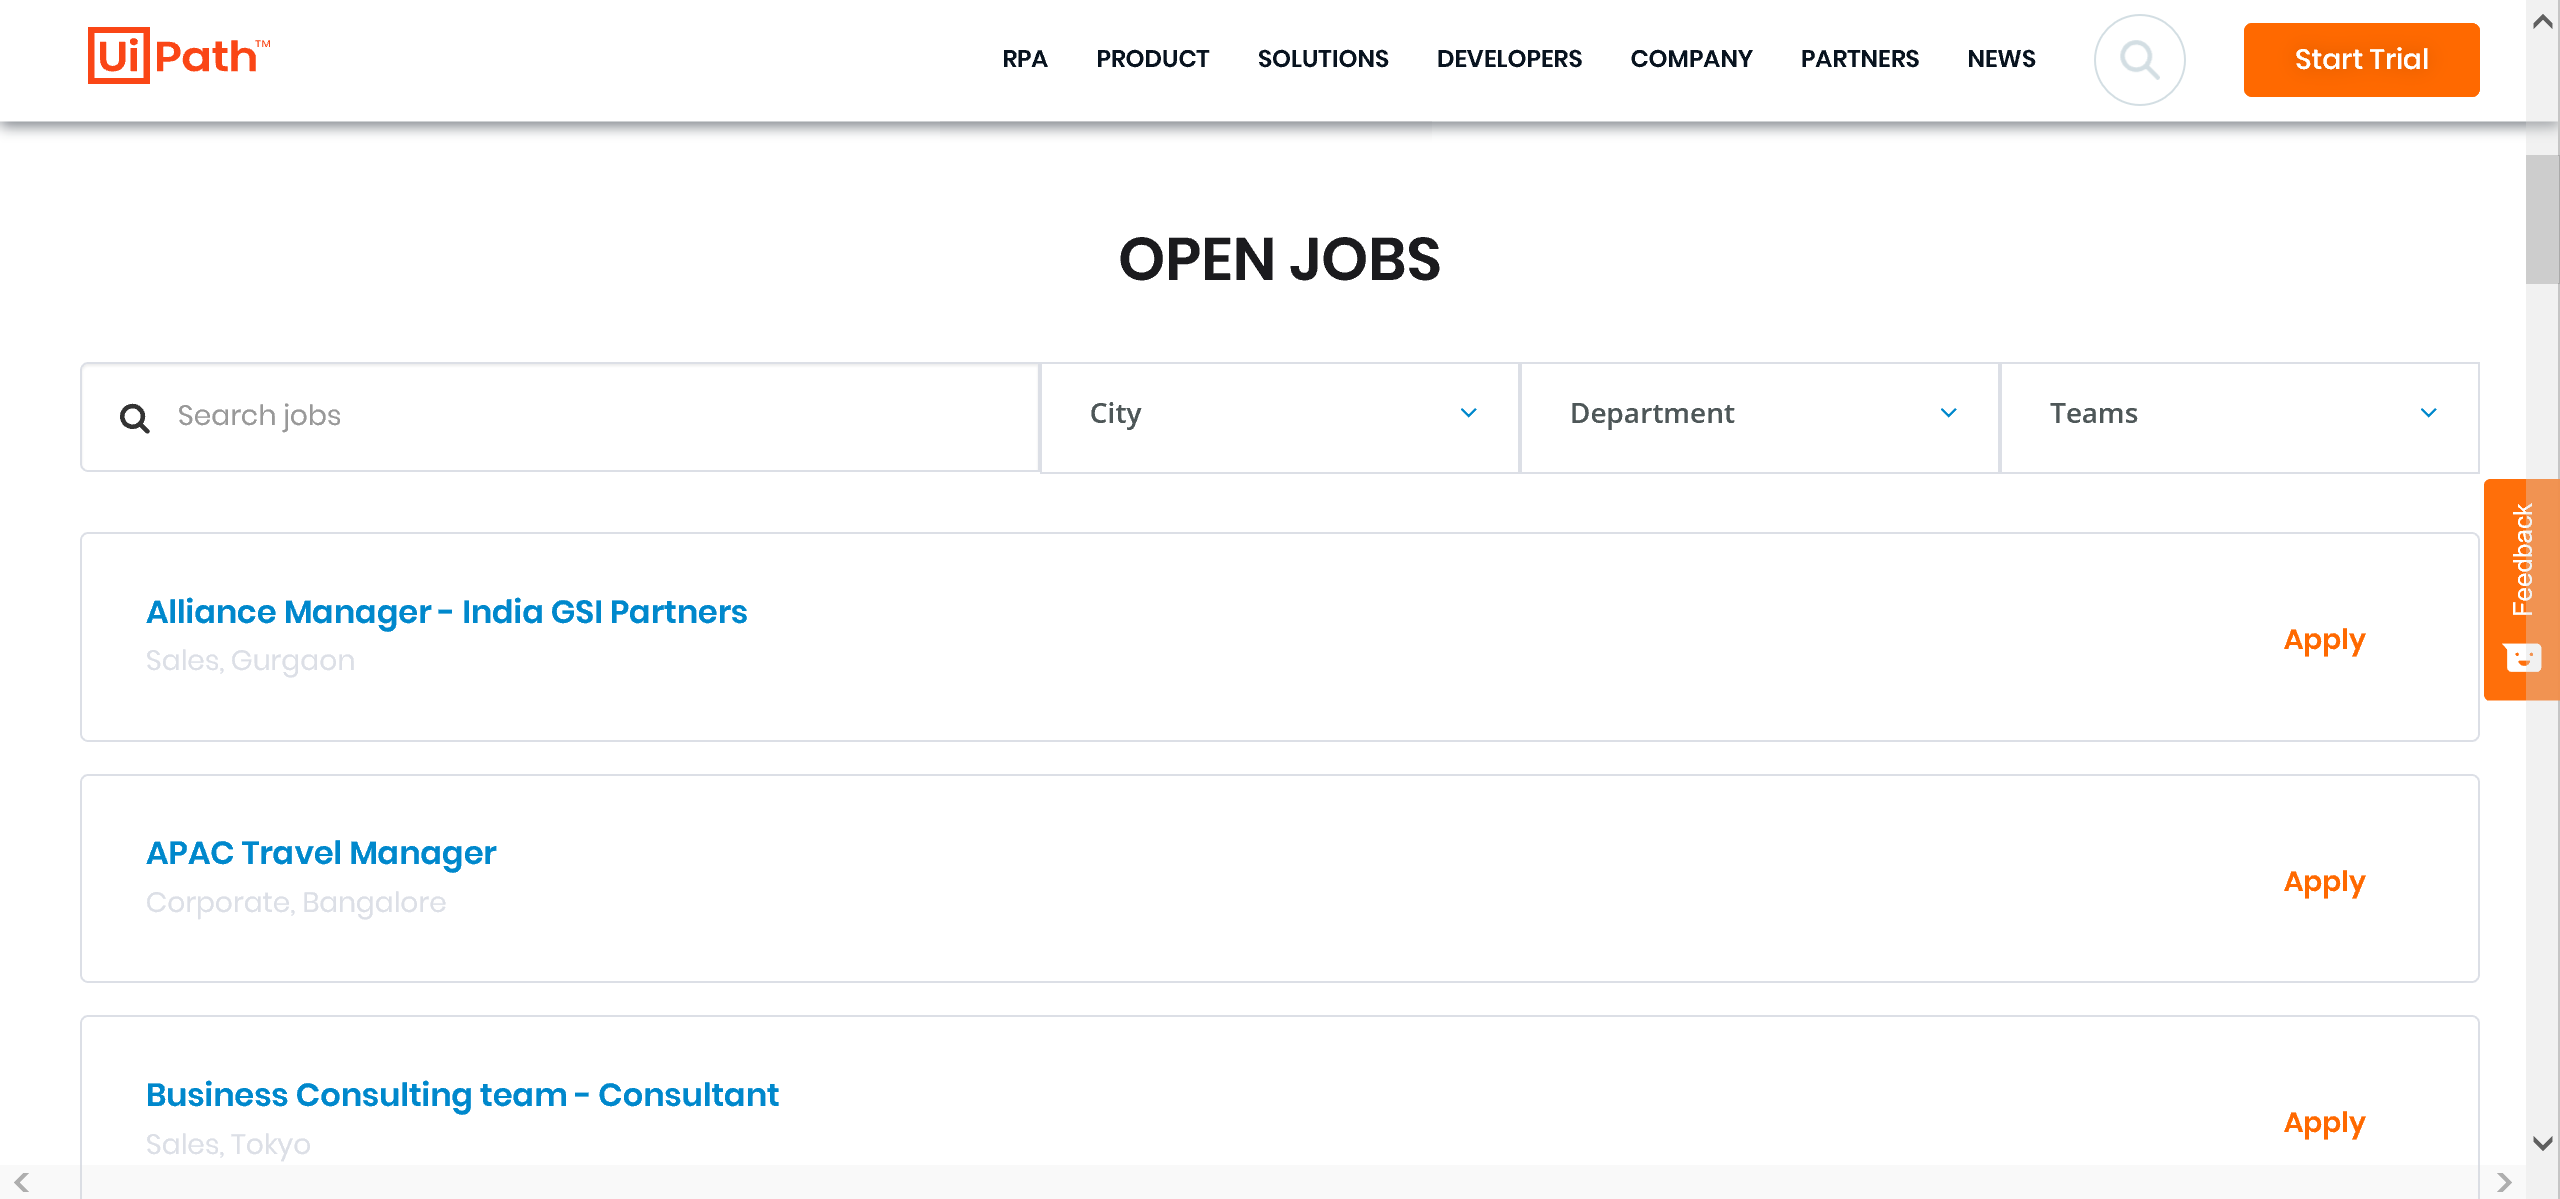 UiPath™
RPA PRODUCT SOLUTIONS DEVELOPERS COMPANY PARTNERS NEWS Start Trial
OPEN JOBS
Search jobs City Department Teams
Feedback
Alliance Manager - India GSI Partners
Sales, Gurgaon
Apply
APAC Travel Manager
Corporate, Bangalore
Apply
Business Consulting team - Consultant
Sales, Tokyo
Apply